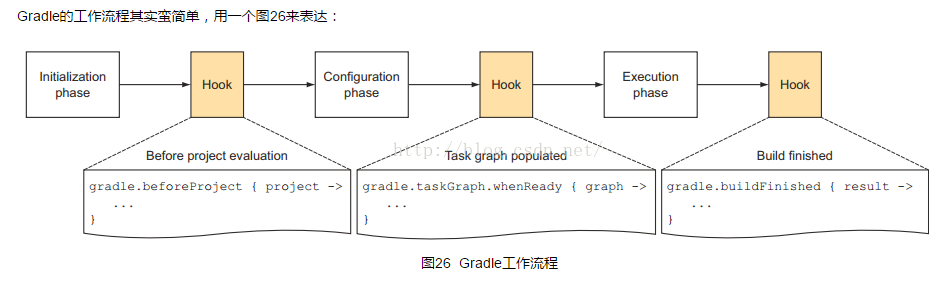 Gradle的工作流程其实蛮简单，用一个图26来表达：
Initialization
phase
Hook
Configuration
phase
Hook
Execution
phase
Hook
http://blog.csdn.net/
Before project evaluation
Task graph populated
Build finished
gradle.beforeProject { project ->
...
}
gradle.taskGraph.whenReady { graph ->
...
}
gradle.buildFinished { result ->
...
}
图26 Gradle工作流程